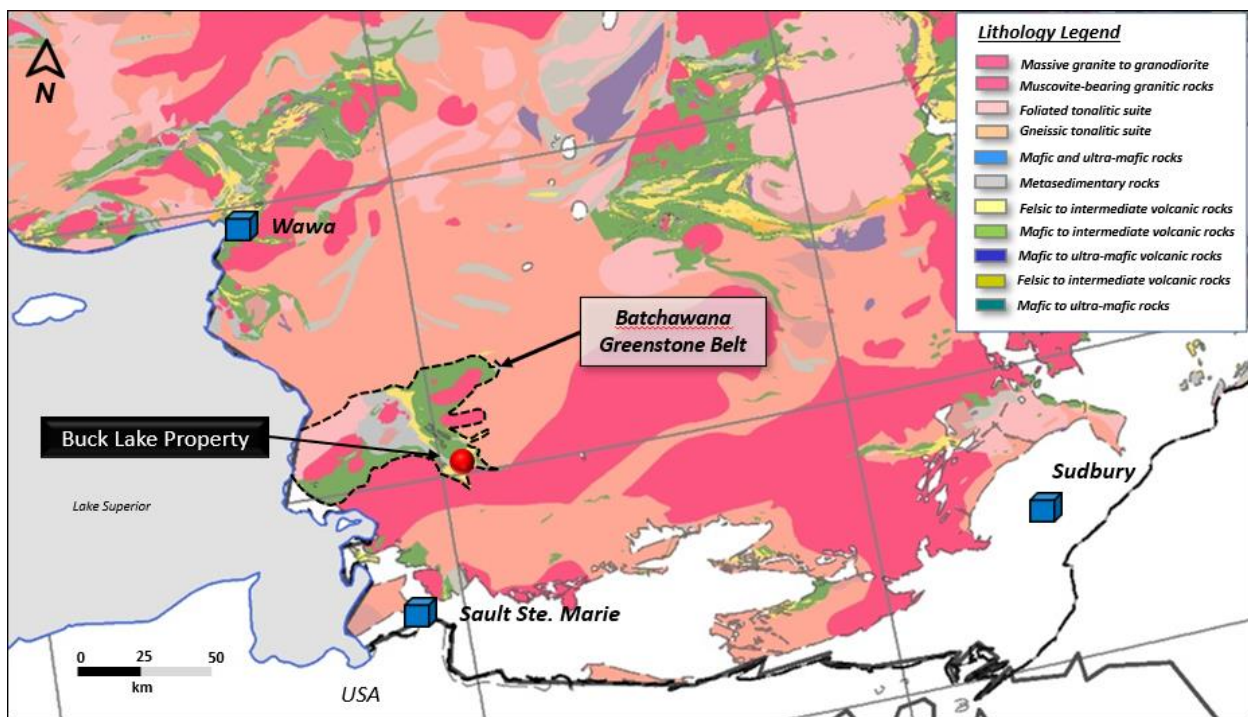 N
Lithology Legend
Massive granite to granodiorite
Muscovite-bearing granitic rocks
Foliated tonalitic suite
Gneissic tonalitic suite
Mafic and ultra-mafic rocks
Metasedimentary rocks
Felsic to intermediate volcanic rocks
Mafic to intermediate volcanic rocks
Mafic to ultra-mafic volcanic rocks
Felsic to intermediate volcanic rocks
Mafic to ultra-mafic rocks
Wawa
Batchawana
Greenstone Belt
Buck Lake Property
Lake Superior
Sudbury
Sault Ste. Marie
0 25 50
km
USA